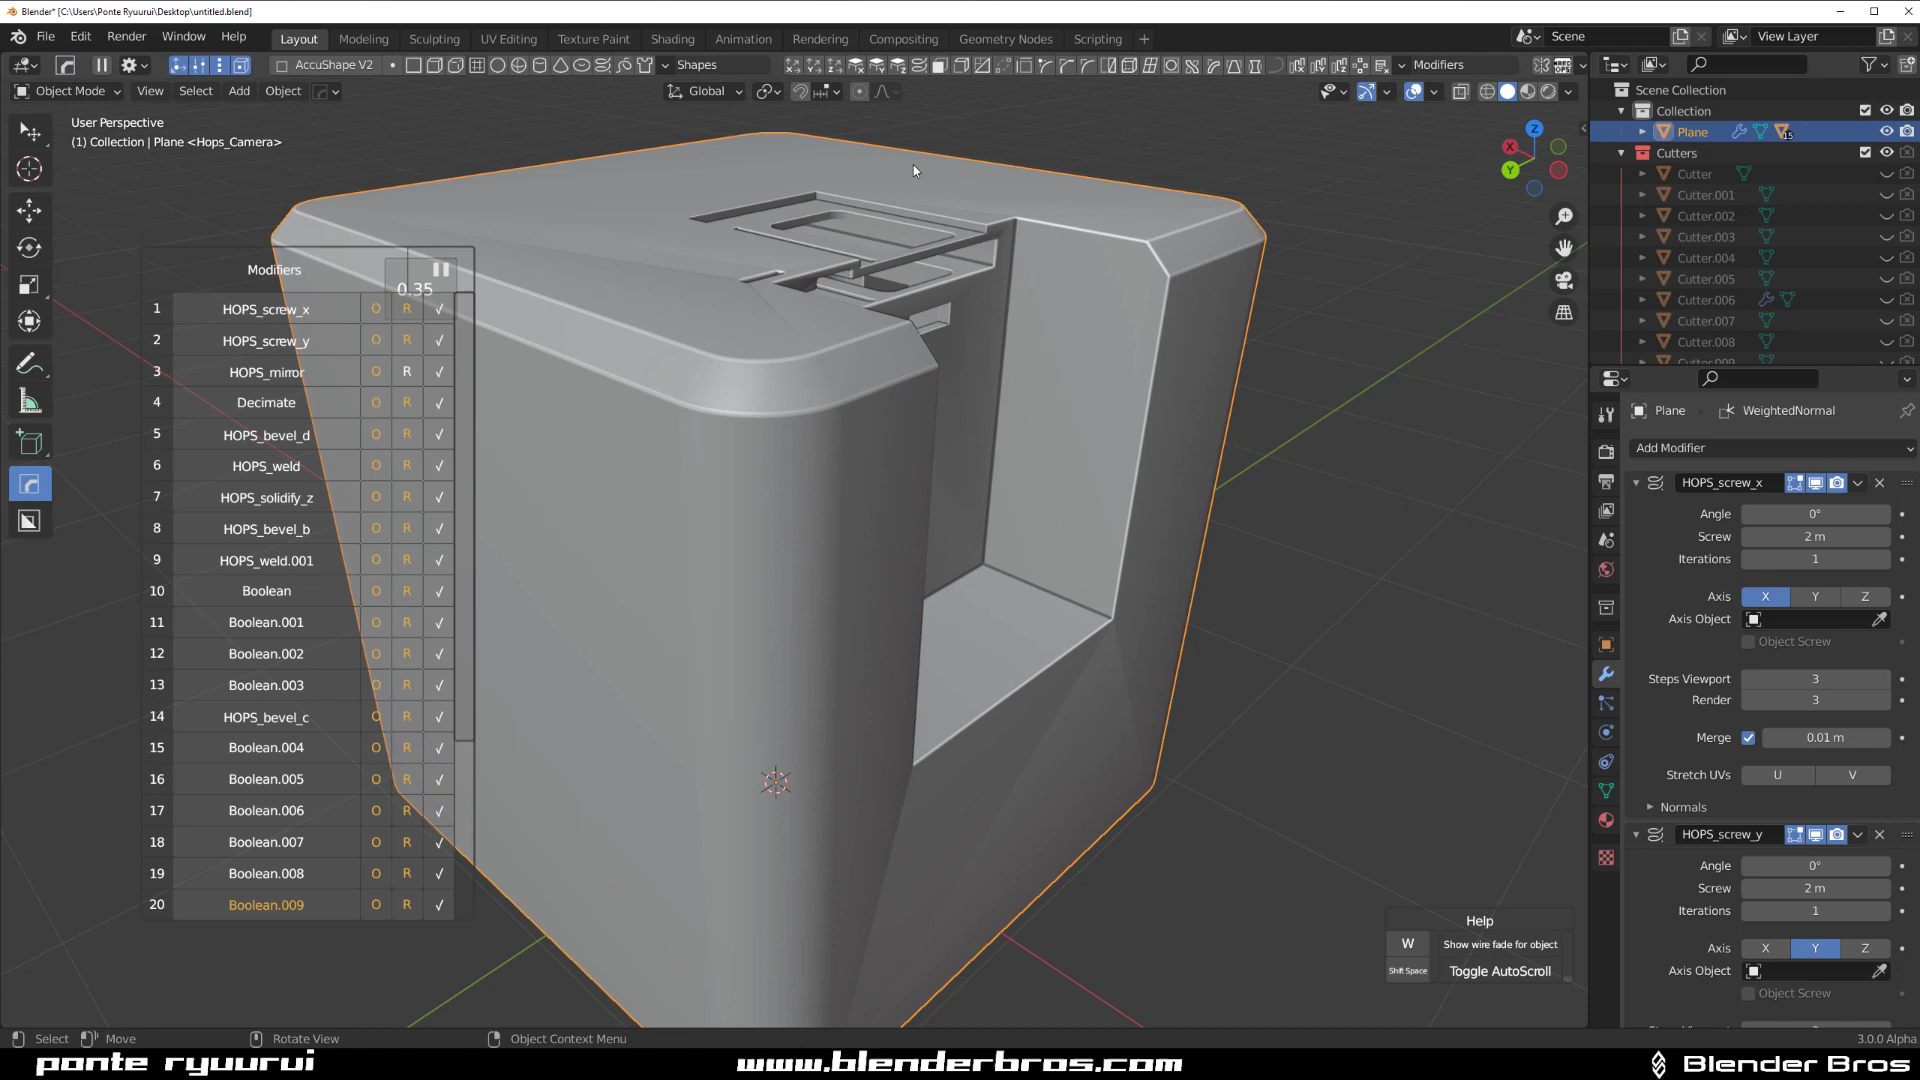 Blender* [C:\Users\Ponte Ryuurui\Desktop\untitled.blend]
File Edit Render Window Help Layout Modeling Sculpting UV Editing Texture Paint Shading Animation Rendering Compositing Geometry Nodes Scripting + Scene View Layer
AccuShape V2 Shapes Modifiers
Object Mode View Select Add Object Global
User Perspective
(1) Collection | Plane <Hops_Camera>
Modifiers
0.35
1 HOPS_screw_x O R √
2 HOPS_screw_y O R √
3 HOPS_mirror O R √
4 Decimate O R √
5 HOPS_bevel_d O R √
6 HOPS_weld O R √
7 HOPS_solidify_z O R √
8 HOPS_bevel_b O R √
9 HOPS_weld.001 O R √
10 Boolean O R √
11 Boolean.001 O R √
12 Boolean.002 O R √
13 Boolean.003 O R √
14 HOPS_bevel_c O R √
15 Boolean.004 O R √
16 Boolean.005 O R √
17 Boolean.006 O R √
18 Boolean.007 O R √
19 Boolean.008 O R √
20 Boolean.009 O R √
Z
X
Y
Help
W Show wire fade for object
Shift Space Toggle AutoScroll
Scene Collection
Collection
Plane 15
Cutters
Cutter
Cutter.001
Cutter.002
Cutter.003
Cutter.004
Cutter.005
Cutter.006
Cutter.007
Cutter.008
Cutter.009
Plane WeightedNormal
Add Modifier
HOPS_screw_x
Angle 0°
Screw 2 m
Iterations 1
Axis X Y Z
Axis Object
Object Screw
Steps Viewport 3
Render 3
Merge 0.01 m
Stretch UVs U V
Normals
HOPS_screw_y
Angle 0°
Screw 2 m
Iterations 1
Axis X Y Z
Axis Object
Object Screw
Select Move Rotate View Object Context Menu 3.0.0 Alpha
ponte ryuurui www.blenderbros.com Blender Bros